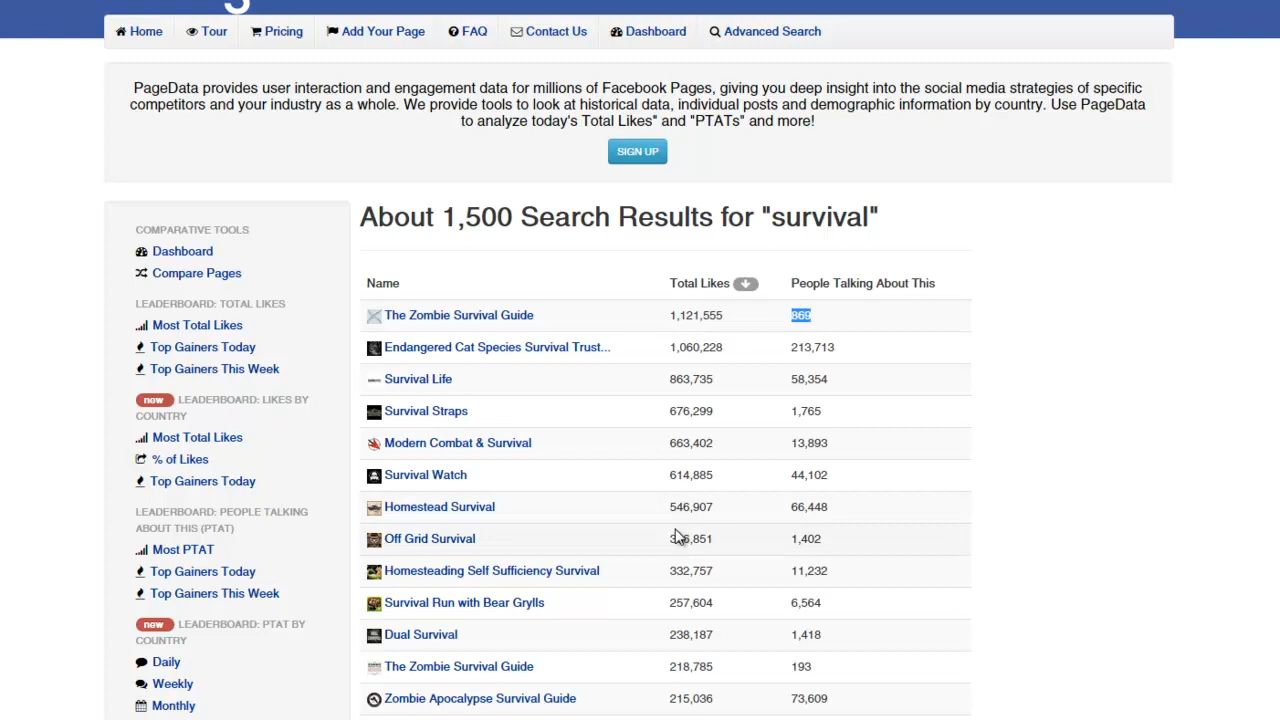 Home Tour Pricing Add Your Page FAQ Contact Us Dashboard Advanced Search
PageData provides user interaction and engagement data for millions of Facebook Pages, giving you deep insight into the social media strategies of specific
competitors and your industry as a whole. We provide tools to look at historical data, individual posts and demographic information by country. Use PageData
to analyze today's Total Likes" and "PTATs" and more!
SIGN UP
COMPARATIVE TOOLS
Dashboard
Compare Pages
LEADERBOARD: TOTAL LIKES
Most Total Likes
Top Gainers Today
Top Gainers This Week
new LEADERBOARD: LIKES BY
COUNTRY
Most Total Likes
% of Likes
Top Gainers Today
LEADERBOARD: PEOPLE TALKING
ABOUT THIS (PTAT)
Most PTAT
Top Gainers Today
Top Gainers This Week
new LEADERBOARD: PTAT BY
COUNTRY
Daily
Weekly
Monthly
About 1,500 Search Results for "survival"
Name Total Likes People Talking About This
The Zombie Survival Guide 1,121,555 869
Endangered Cat Species Survival Trust... 1,060,228 213,713
Survival Life 863,735 58,354
Survival Straps 676,299 1,765
Modern Combat & Survival 663,402 13,893
Survival Watch 614,885 44,102
Homestead Survival 546,907 66,448
Off Grid Survival 1,402
Homesteading Self Sufficiency Survival 332,757 11,232
Survival Run with Bear Grylls 257,604 6,564
Dual Survival 238,187 1,418
The Zombie Survival Guide 218,785 193
Zombie Apocalypse Survival Guide 215,036 73,609